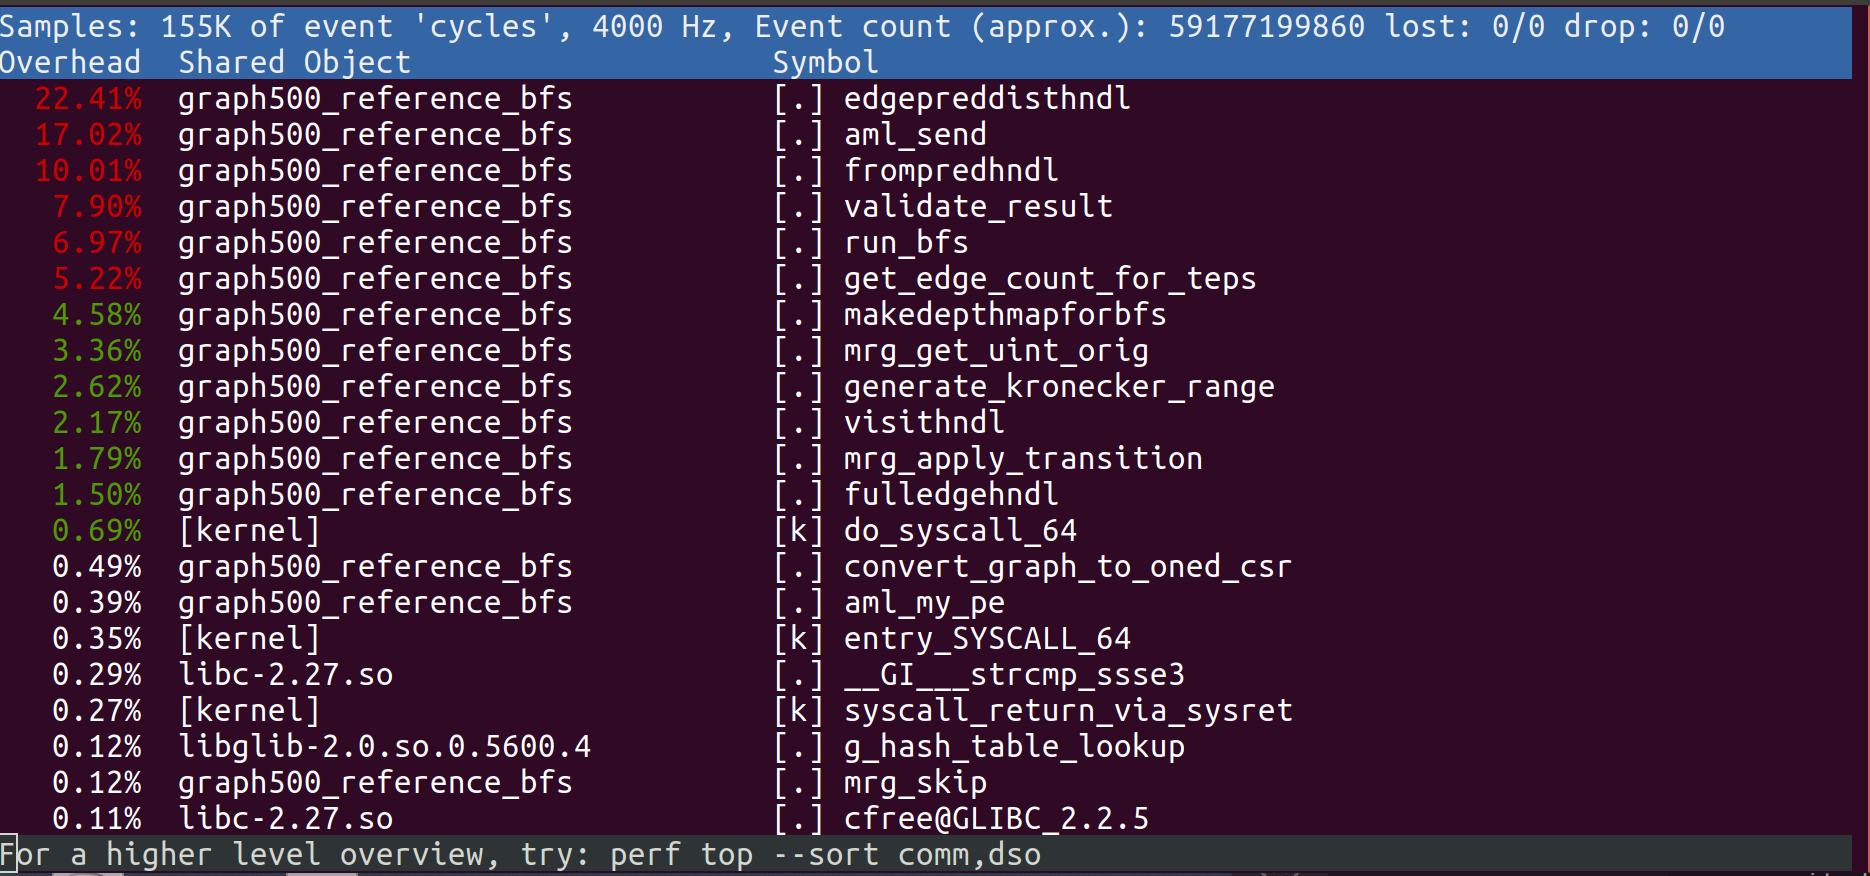 Samples: 155K of event 'cycles', 4000 Hz, Event count (approx.): 59177199860 lost: 0/0 drop: 0/0
Overhead  Shared Object                    Symbol
  22.41%  graph500_reference_bfs           [.] edgepreddisthndl
  17.02%  graph500_reference_bfs           [.] aml_send
  10.01%  graph500_reference_bfs           [.] frompredhndl
   7.90%  graph500_reference_bfs           [.] validate_result
   6.97%  graph500_reference_bfs           [.] run_bfs
   5.22%  graph500_reference_bfs           [.] get_edge_count_for_teps
   4.58%  graph500_reference_bfs           [.] makedepthmapforbfs
   3.36%  graph500_reference_bfs           [.] mrg_get_uint_orig
   2.62%  graph500_reference_bfs           [.] generate_kronecker_range
   2.17%  graph500_reference_bfs           [.] visithndl
   1.79%  graph500_reference_bfs           [.] mrg_apply_transition
   1.50%  graph500_reference_bfs           [.] fulledgehndl
   0.69%  [kernel]                         [k] do_syscall_64
   0.49%  graph500_reference_bfs           [.] convert_graph_to_oned_csr
   0.39%  graph500_reference_bfs           [.] aml_my_pe
   0.35%  [kernel]                         [k] entry_SYSCALL_64
   0.29%  libc-2.27.so                     [.] __GI___strcmp_ssse3
   0.27%  [kernel]                         [k] syscall_return_via_sysret
   0.12%  libglib-2.0.so.0.5600.4          [.] g_hash_table_lookup
   0.12%  graph500_reference_bfs           [.] mrg_skip
   0.11%  libc-2.27.so                     [.] cfree@GLIBC_2.2.5
For a higher level overview, try: perf top --sort comm,dso